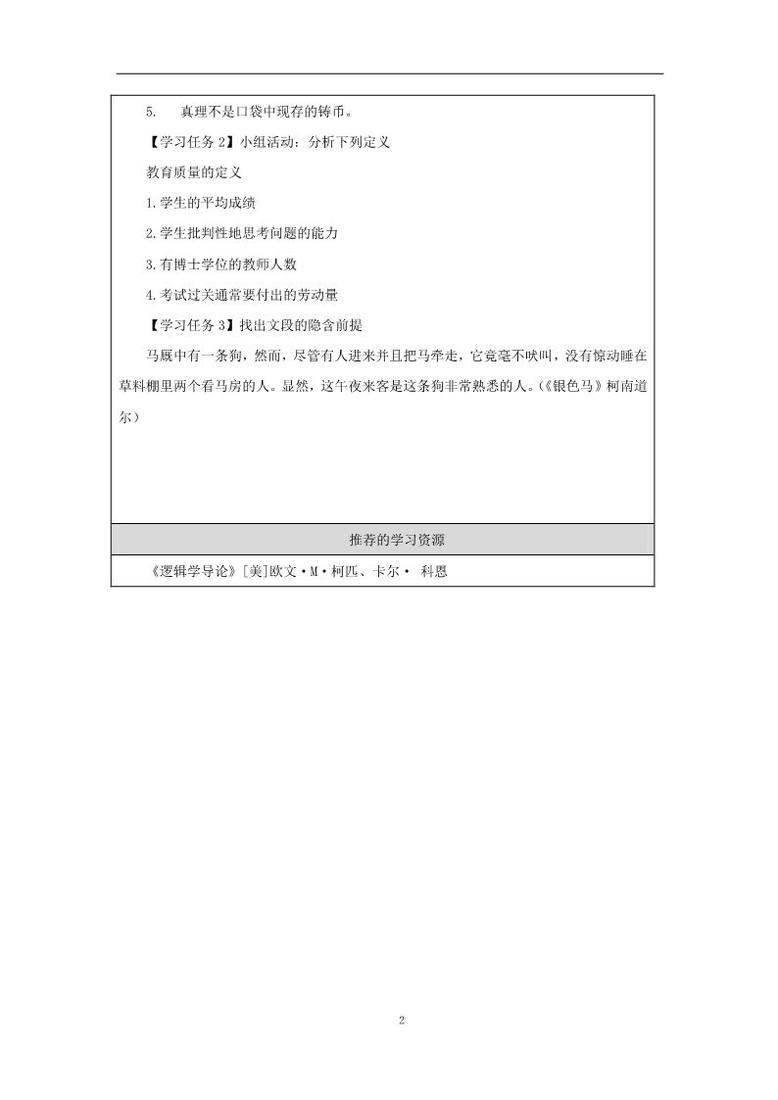 5. 真理不是口袋中现存的铸币。
【学习任务 2】小组活动：分析下列定义
教育质量的定义
1.学生的平均成绩
2.学生批判性地思考问题的能力
3.有博士学位的教师人数
4.考试过关通常要付出的劳动量
【学习任务 3】找出文段的隐含前提
马厩中有一条狗，然而，尽管有人进来并且把马牵走，它竟毫不吠叫，没有惊动睡在
草料棚里两个看马房的人。显然，这午夜来客是这条狗非常熟悉的人。（《银色马》柯南道
尔）
推荐的学习资源
《逻辑学导论》[美]欧文·M·柯匹、卡尔· 科恩
2